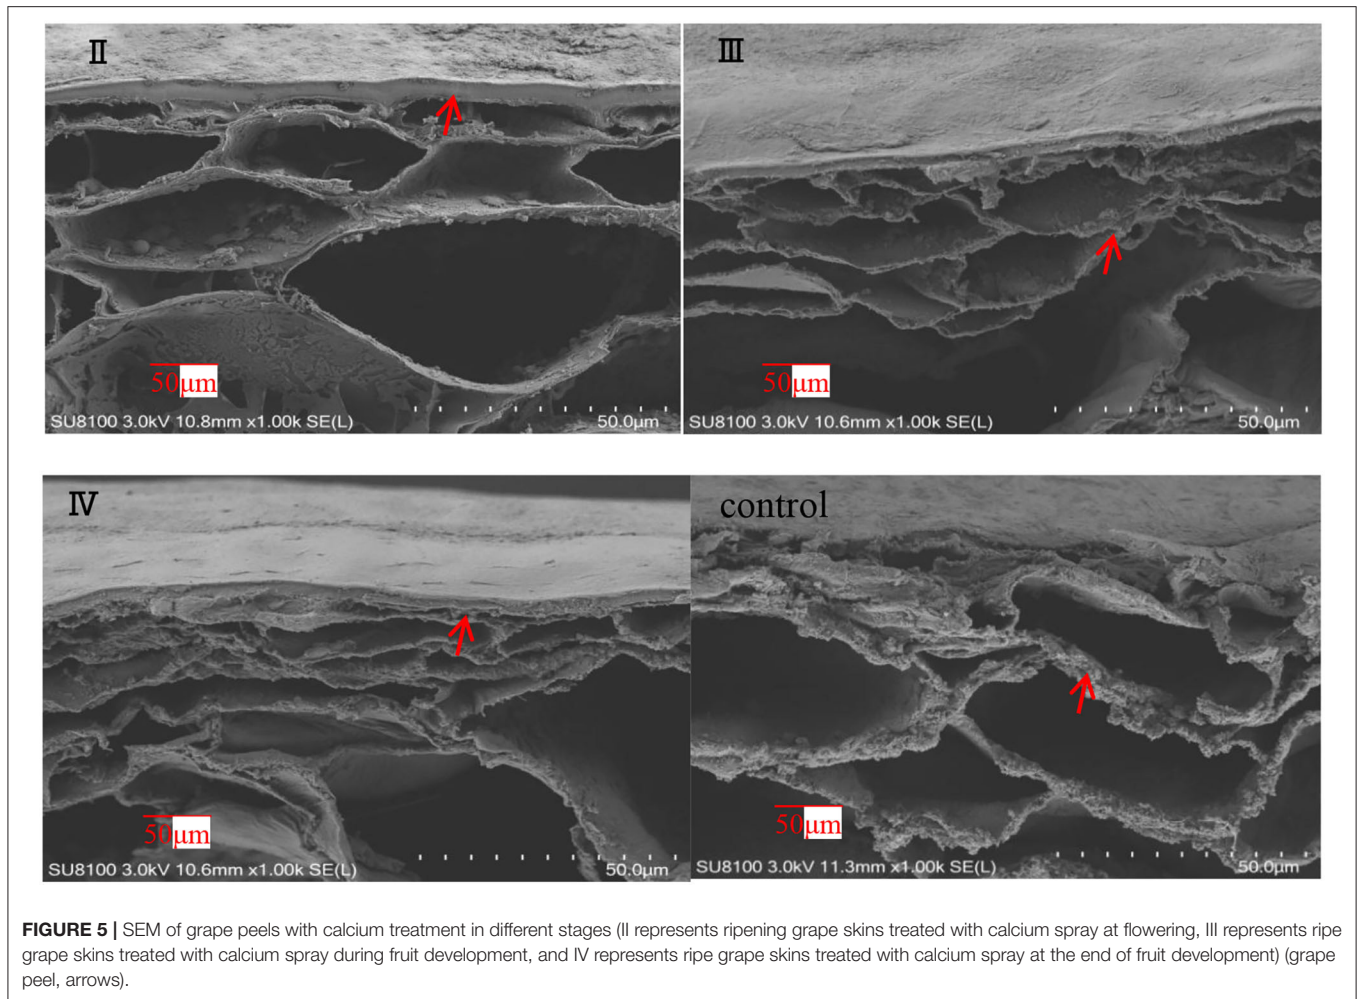 Ⅱ
Ⅲ
50μm
50μm
SU8100 3.0kV 10.8mm x1.00k SE(L)
50.0μm
SU8100 3.0kV 10.6mm x1.00k SE(L)
50.0μm
Ⅳ
control
50μm
50μm
SU8100 3.0kV 10.6mm x1.00k SE(L)
50.0μm
SU8100 3.0kV 11.3mm x1.00k SE(L)
50.0μm
FIGURE 5 | SEM of grape peels with calcium treatment in different stages (II represents ripening grape skins treated with calcium spray at flowering, III represents ripe
grape skins treated with calcium spray during fruit development, and IV represents ripe grape skins treated with calcium spray at the end of fruit development) (grape
peel, arrows).